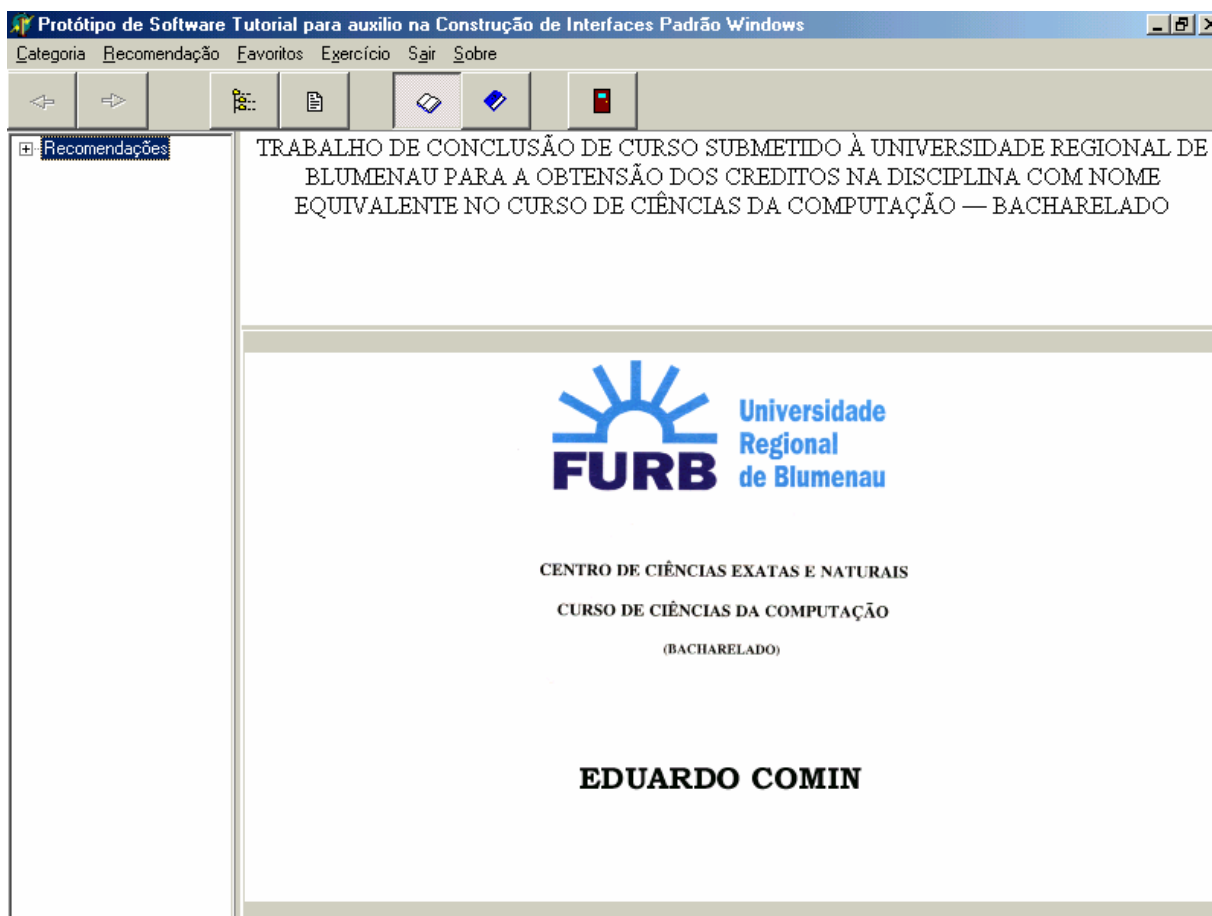 Protótipo de Software Tutorial para auxilio na Construção de Interfaces Padrão Windows
Categoria Recomendação Favoritos Exercício Sair Sobre
Recomendações
TRABALHO DE CONCLUSÃO DE CURSO SUBMETIDO À UNIVERSIDADE REGIONAL DE
BLUMENAU PARA A OBTENSÃO DOS CREDITOS NA DISCIPLINA COM NOME
EQUIVALENTE NO CURSO DE CIÊNCIAS DA COMPUTAÇÃO — BACHARELADO
FURB
Universidade
Regional
de Blumenau
CENTRO DE CIÊNCIAS EXATAS E NATURAIS
CURSO DE CIÊNCIAS DA COMPUTAÇÃO
(BACHARELADO)
EDUARDO COMIN